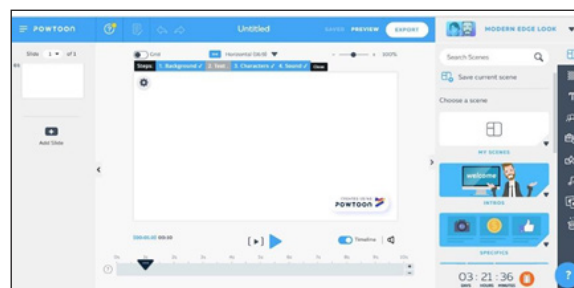 POWTOON
Untitled
SAVED PREVIEW EXPORT
MODERN EDGE LOOK
Slide 1 of 1
Grid
Horizontal (16:9)
100%
Steps: 1. Background ✓ 2. Text 3. Characters ✓ 4. Sound ✓ Close
Search Scenes
Save current scene
Choose a scene
MY SCENES
Add Slide
welcome
INTROS
CREATED USING
POWTOON
SPECIFICS
Timeline
03 : 21 : 36
DAYS HOURS MINUTES
?